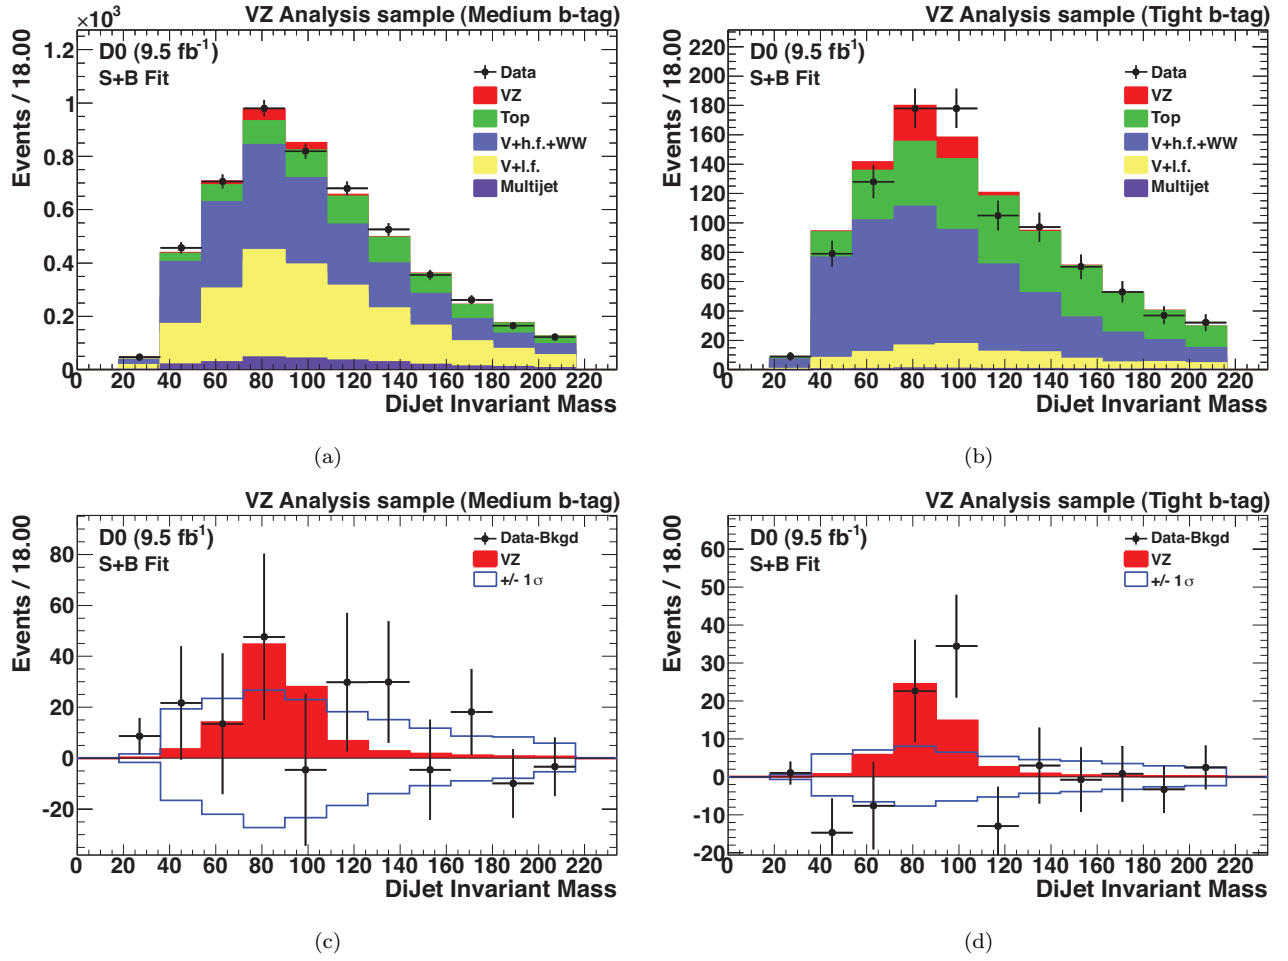 VZ Analysis sample (Medium b-tag)
×10³
D0 (9.5 fb⁻¹)
S+B Fit
Data
VZ
Top
V+h.f.+WW
V+l.f.
Multijet
Events / 18.00
1.2
1
0.8
0.6
0.4
0.2
0
20 40 60 80 100 120 140 160 180 200 220
DiJet Invariant Mass
(a)
VZ Analysis sample (Tight b-tag)
D0 (9.5 fb⁻¹)
S+B Fit
Data
VZ
Top
V+h.f.+WW
V+l.f.
Multijet
Events / 18.00
220
200
180
160
140
120
100
80
60
40
20
0
0 20 40 60 80 100 120 140 160 180 200 220
DiJet Invariant Mass
(b)
VZ Analysis sample (Medium b-tag)
D0 (9.5 fb⁻¹)
S+B Fit
Data-Bkgd
VZ
+/- 1σ
Events / 18.00
80
60
40
20
0
-20
0 20 40 60 80 100 120 140 160 180 200 220
DiJet Invariant Mass
(c)
VZ Analysis sample (Tight b-tag)
D0 (9.5 fb⁻¹)
S+B Fit
Data-Bkgd
VZ
+/- 1σ
Events / 18.00
60
50
40
30
20
10
0
-10
-20
0 20 40 60 80 100 120 140 160 180 200 220
DiJet Invariant Mass
(d)